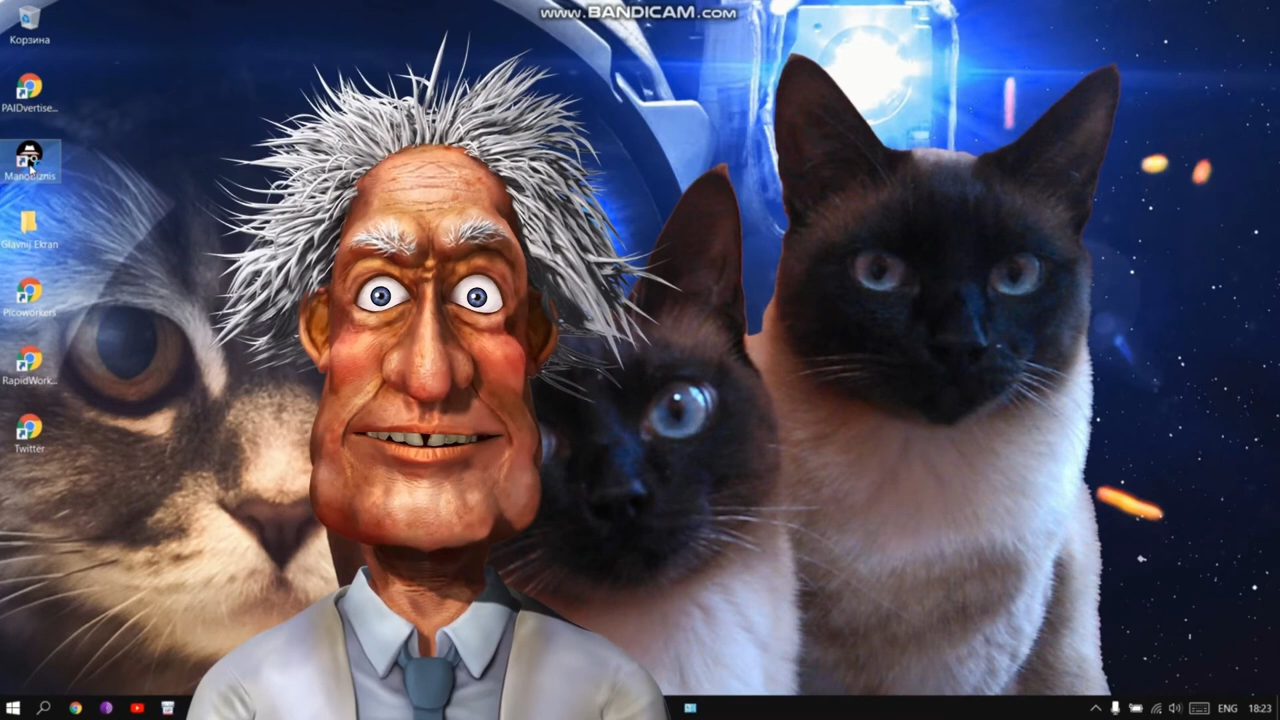 www.BANDICAM.com
Корзина
PAIDvertise...
ManoBiznis
Glavnij Ekran
Picoworkers
RapidWork...
Twitter
ENG 18:23